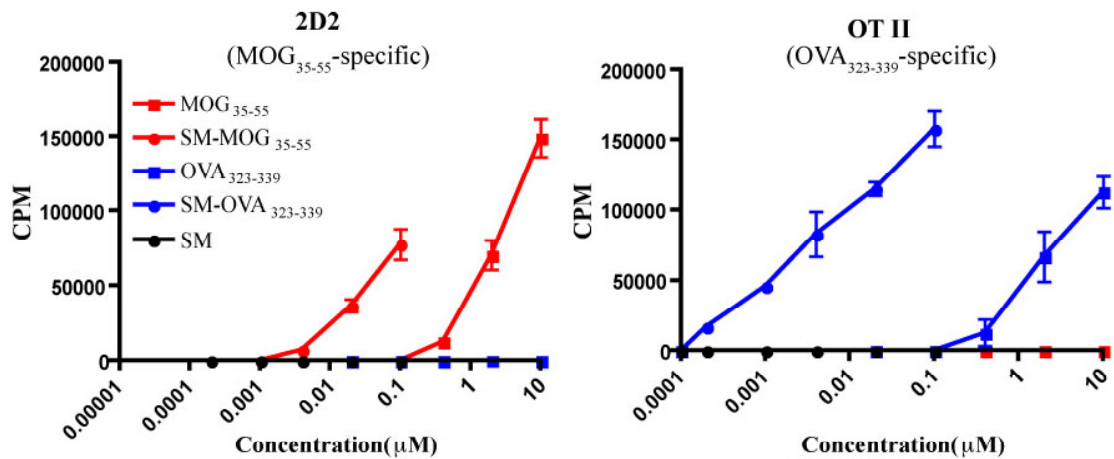 2D2
(MOG35-55-specific)
200000
150000
100000
50000
0
CPM
MOG35-55
SM-MOG35-55
OVA323-339
SM-OVA323-339
SM
0.00001
0.0001
0.001
0.01
0.1
1
10
Concentration(μM)
OT II
(OVA323-339-specific)
200000
150000
100000
50000
0
CPM
0.0001
0.001
0.01
0.1
1
10
Concentration(μM)